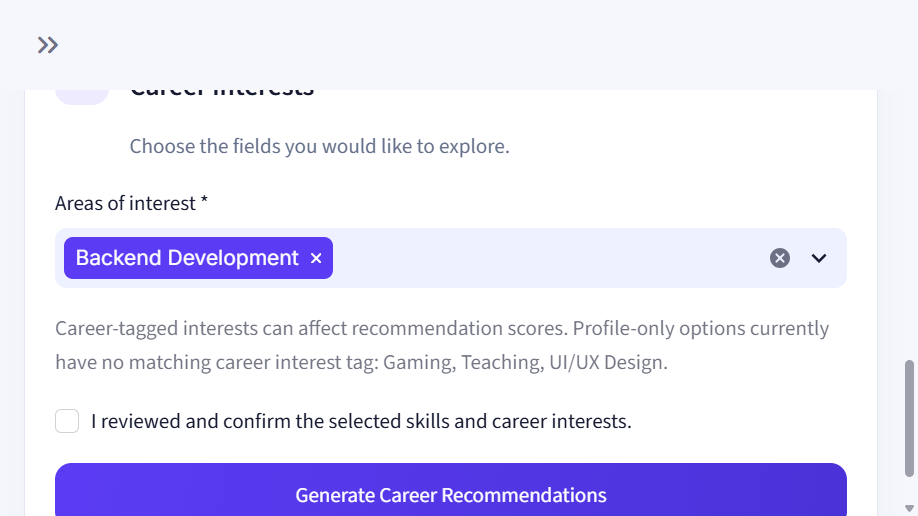 Career Interests
Choose the fields you would like to explore.
Areas of interest *
Backend Development ×
Career-tagged interests can affect recommendation scores. Profile-only options currently
have no matching career interest tag: Gaming, Teaching, UI/UX Design.
I reviewed and confirm the selected skills and career interests.
Generate Career Recommendations